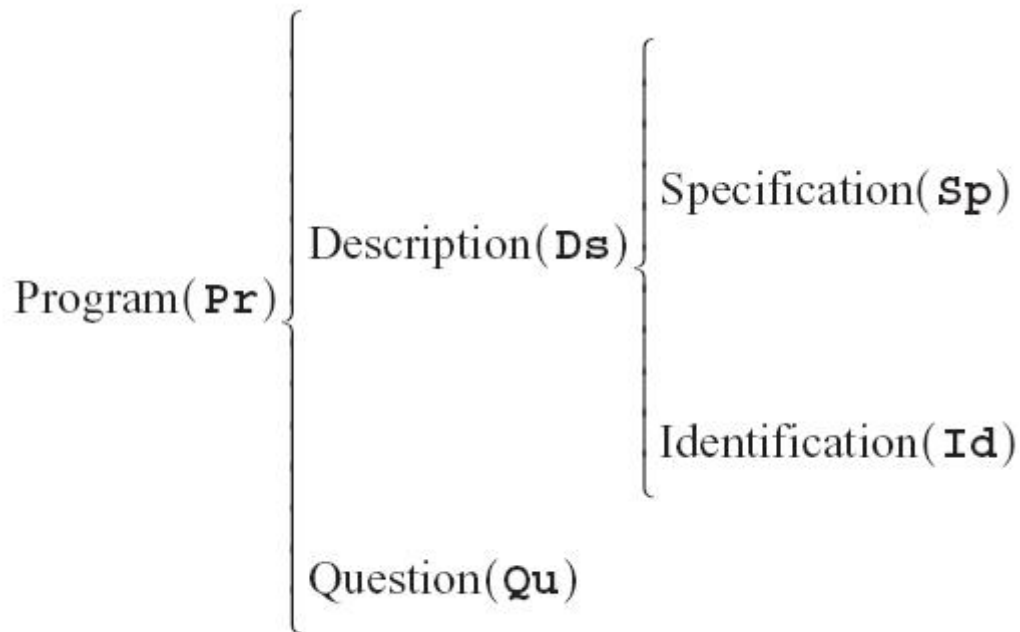 Specification(Sp)
Description(Ds)
Program(Pr)
Identification(Id)
Question(Qu)